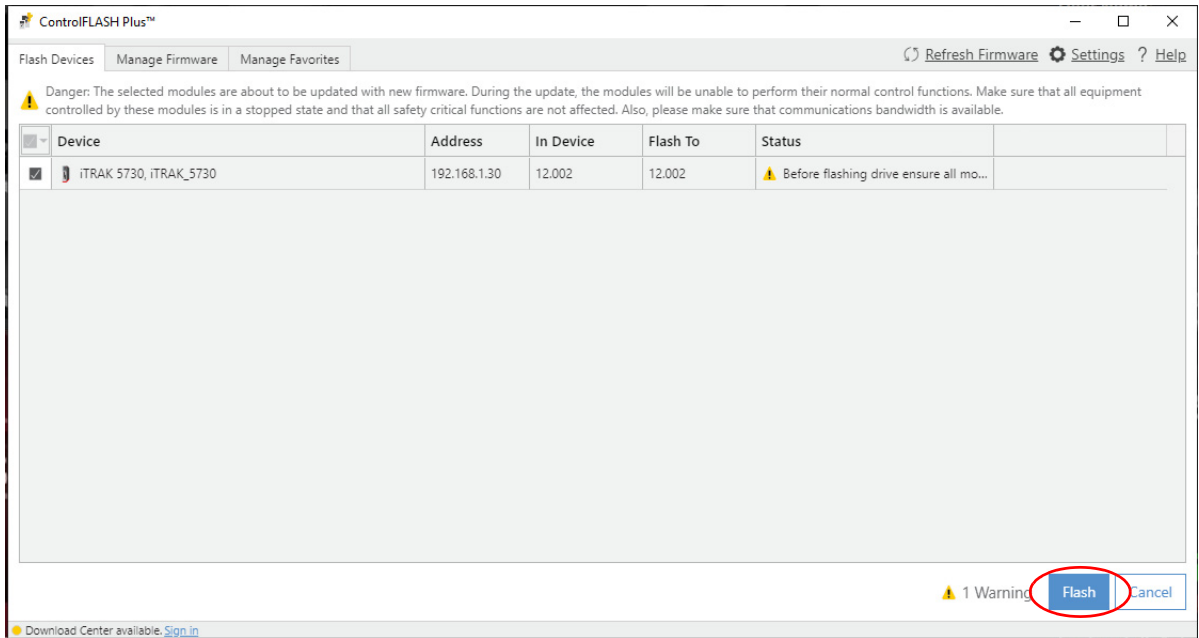 ControlFLASH Plus™
Flash Devices Manage Firmware Manage Favorites Refresh Firmware Settings ? Help
Danger: The selected modules are about to be updated with new firmware. During the update, the modules will be unable to perform their normal control functions. Make sure that all equipment
controlled by these modules is in a stopped state and that all safety critical functions are not affected. Also, please make sure that communications bandwidth is available.
Device Address In Device Flash To Status
iTRAK 5730, iTRAK_5730 192.168.1.30 12.002 12.002 Before flashing drive ensure all mo...
1 Warning Flash Cancel
Download Center available. Sign in